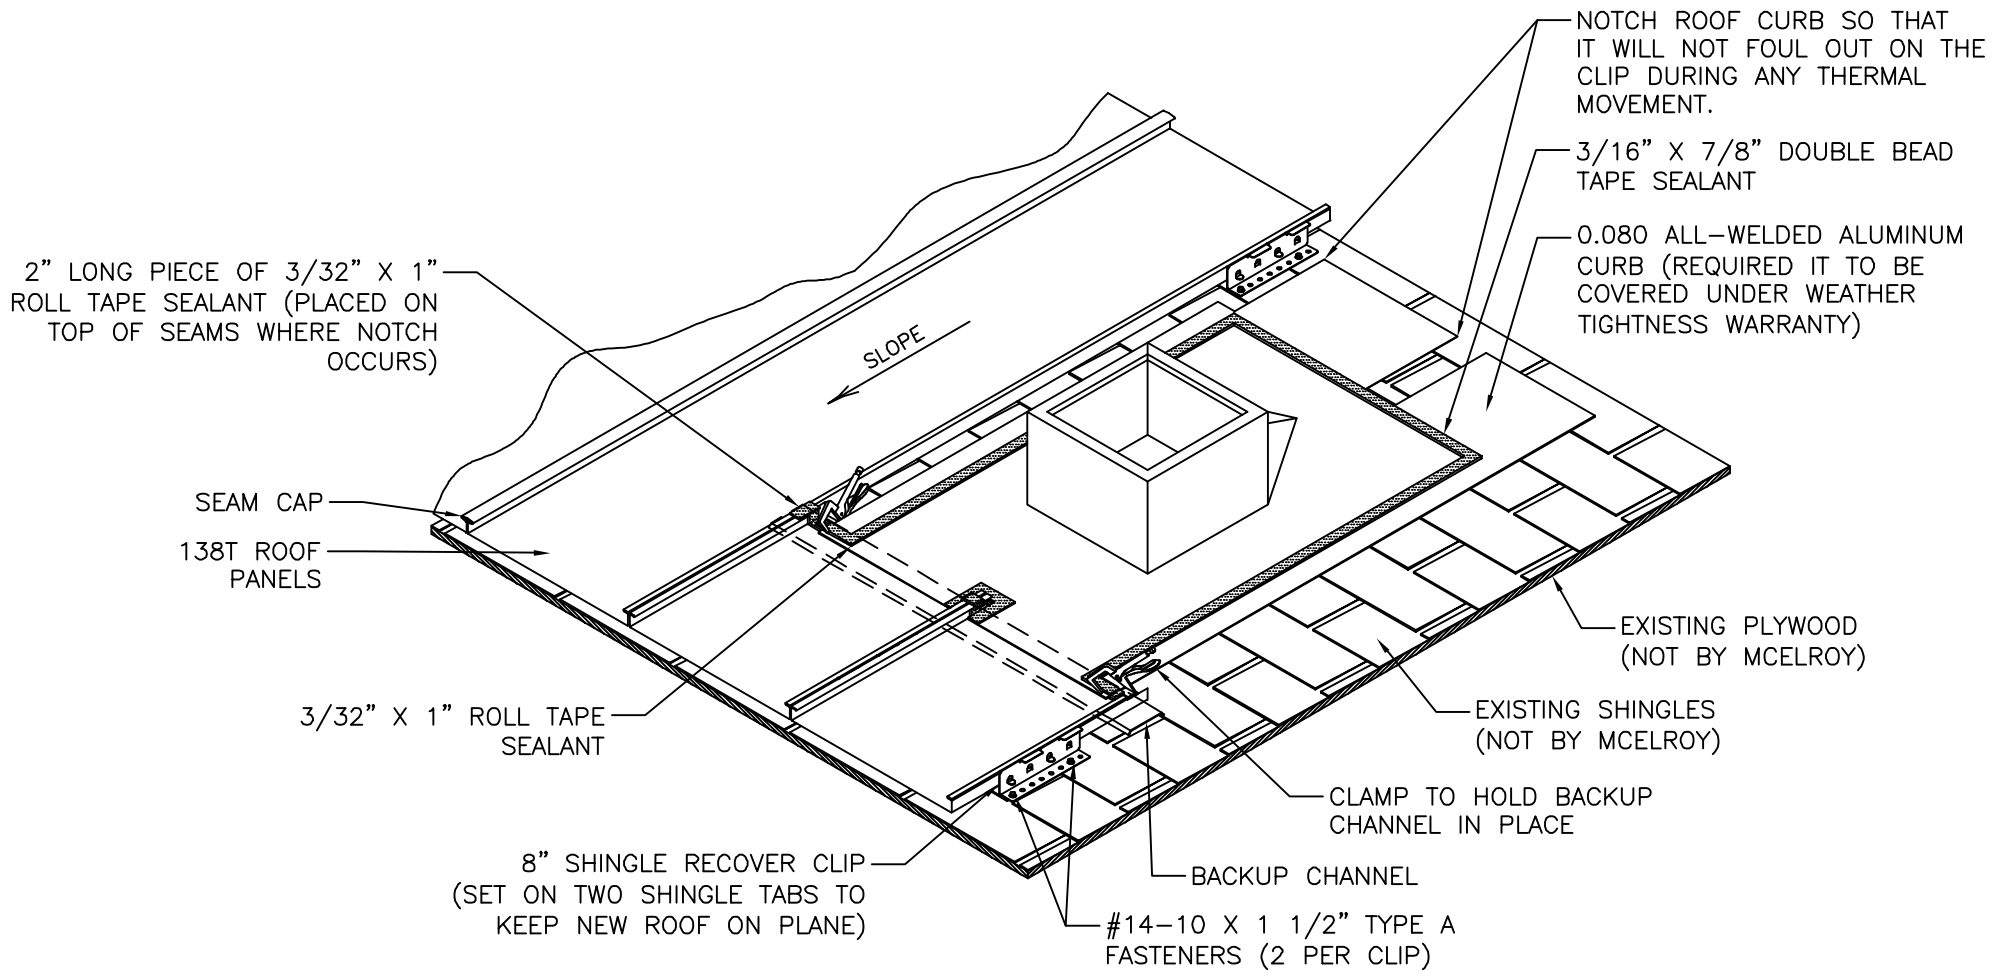 NOTCH ROOF CURB SO THAT
IT WILL NOT FOUL OUT ON THE
CLIP DURING ANY THERMAL
MOVEMENT.
3/16" X 7/8" DOUBLE BEAD
TAPE SEALANT
0.080 ALL-WELDED ALUMINUM
CURB (REQUIRED IT TO BE
COVERED UNDER WEATHER
TIGHTNESS WARRANTY)
2" LONG PIECE OF 3/32" X 1"
ROLL TAPE SEALANT (PLACED ON
TOP OF SEAMS WHERE NOTCH
OCCURS)
SLOPE
SEAM CAP
138T ROOF
PANELS
3/32" X 1" ROLL TAPE
SEALANT
8" SHINGLE RECOVER CLIP
(SET ON TWO SHINGLE TABS TO
KEEP NEW ROOF ON PLANE)
EXISTING PLYWOOD
(NOT BY MCELROY)
EXISTING SHINGLES
(NOT BY MCELROY)
CLAMP TO HOLD BACKUP
CHANNEL IN PLACE
BACKUP CHANNEL
#14-10 X 1 1/2" TYPE A
FASTENERS (2 PER CLIP)